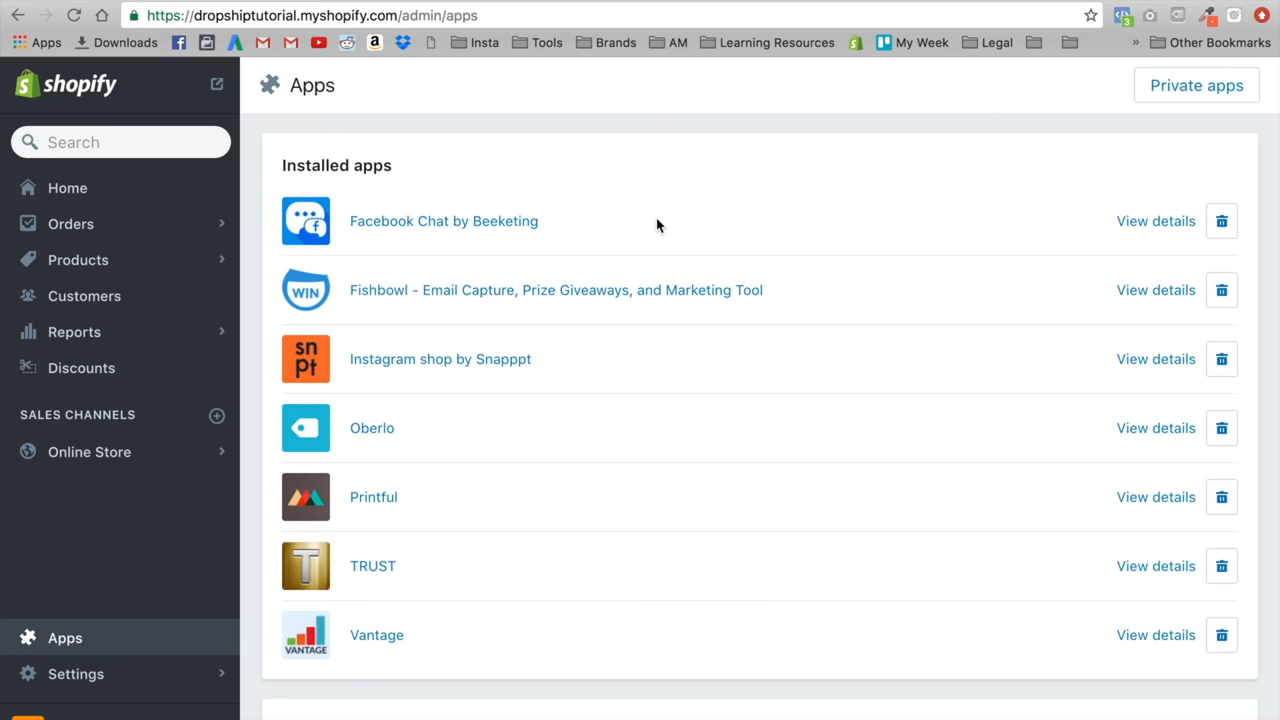 https://dropshiptutorial.myshopify.com/admin/apps
3
Apps Downloads Insta Tools Brands AM Learning Resources My Week Legal » Other Bookmarks
shopify
Apps
Private apps
Search
Installed apps
Home
Orders
Products
Customers
Reports
Discounts
SALES CHANNELS
Online Store
Apps
Settings
Facebook Chat by Beeketing View details
WIN Fishbowl - Email Capture, Prize Giveaways, and Marketing Tool View details
sn
pt
Instagram shop by Snapppt View details
Oberlo View details
Printful View details
T TRUST View details
VANTAGE Vantage View details